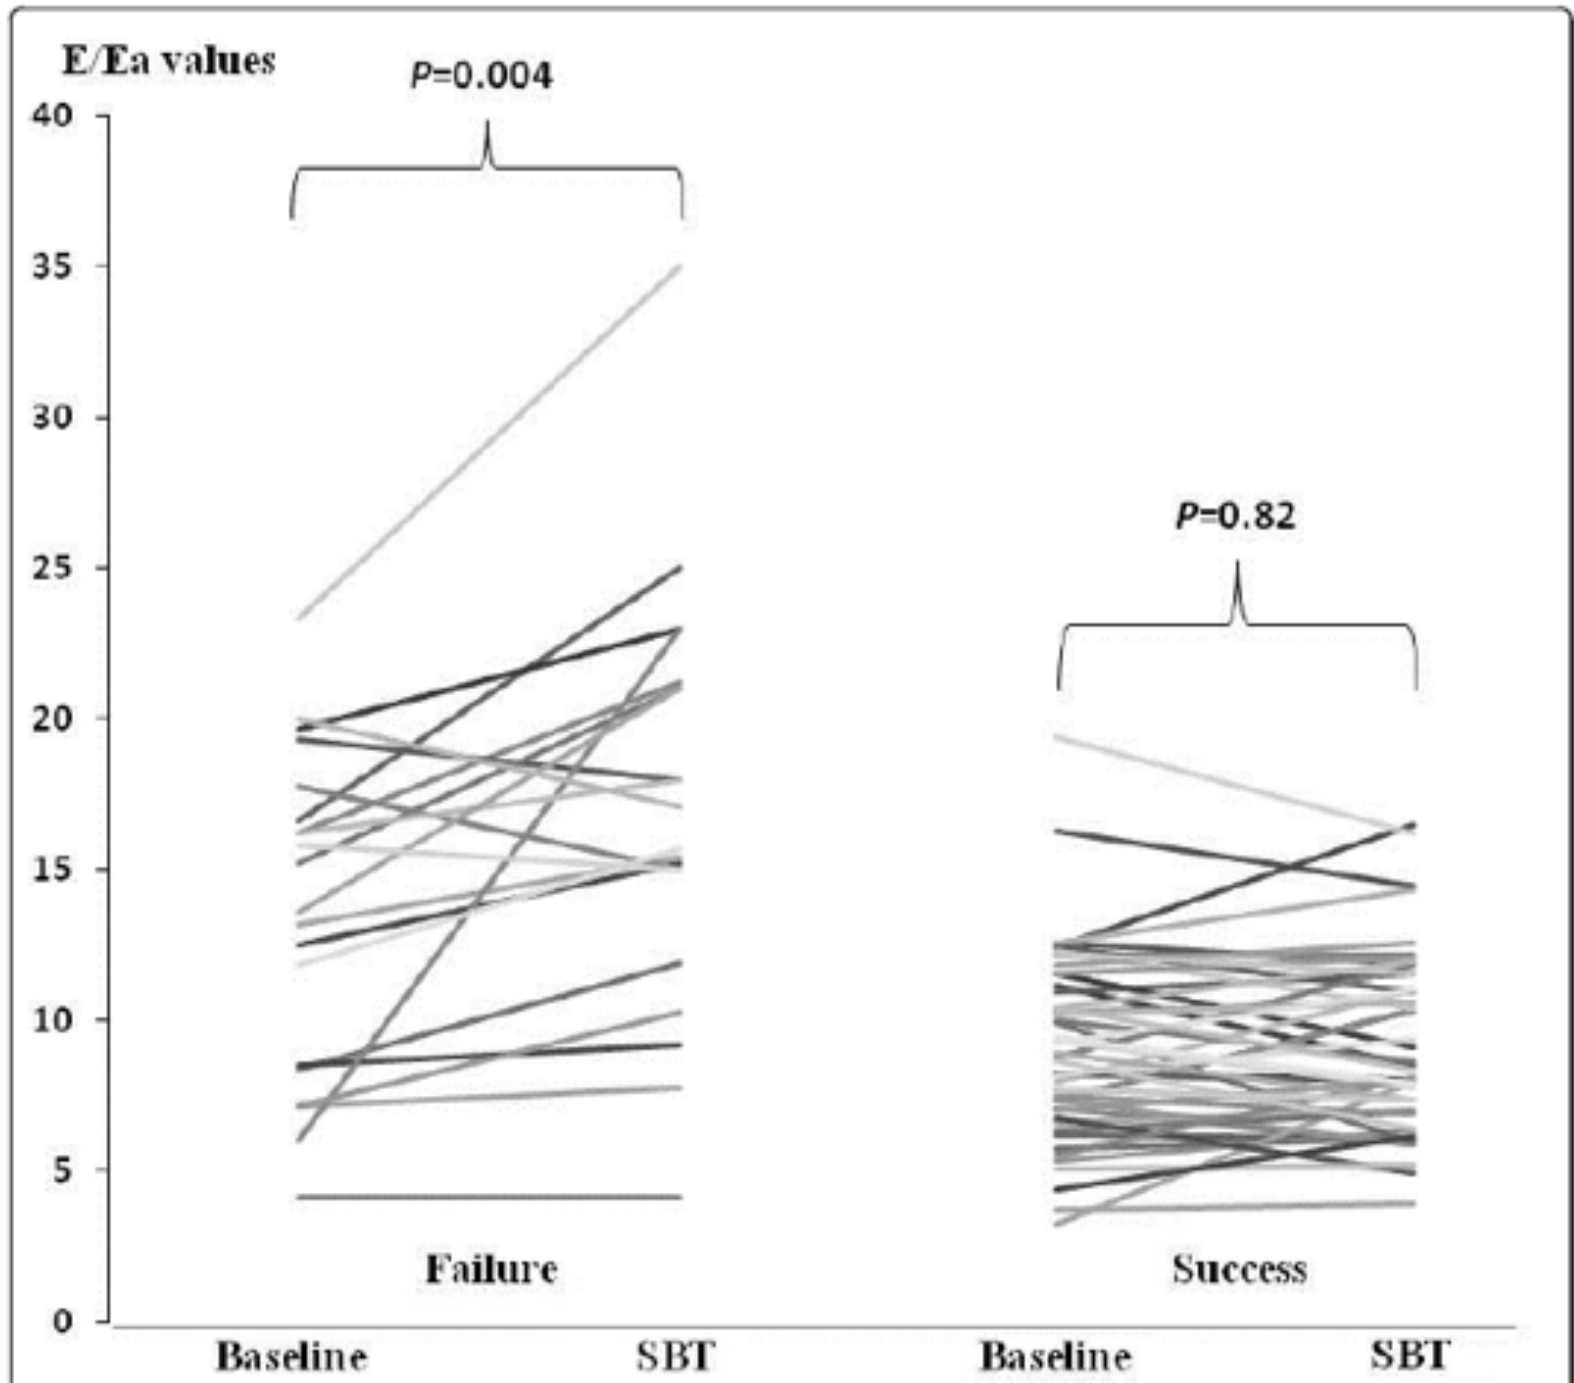 E/Ea values
P=0.004
40
35
30
25
P=0.82
20
15
10
5
Failure
Success
0
Baseline
SBT
Baseline
SBT